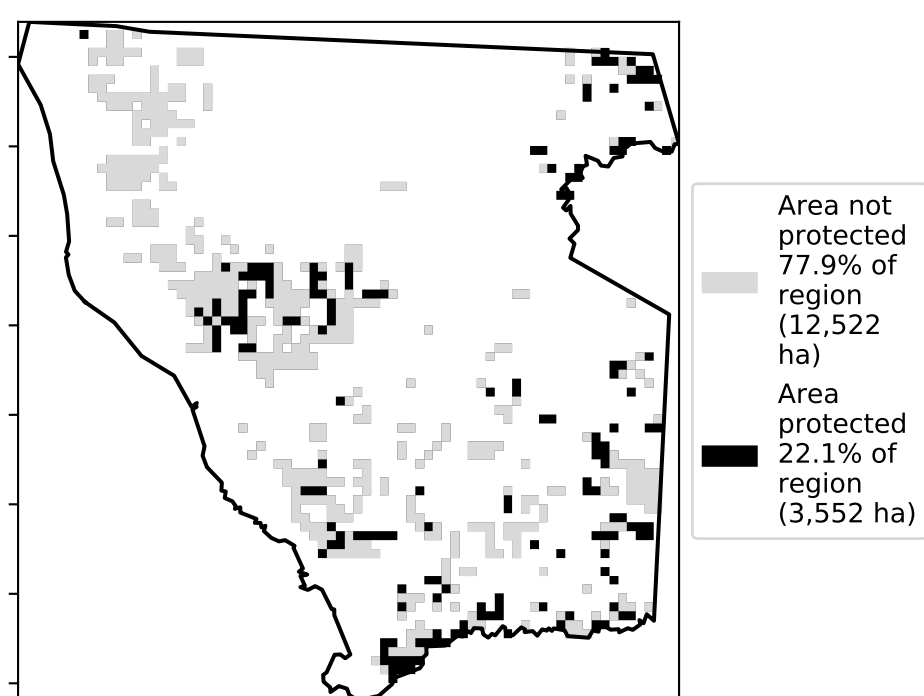 Area not
protected
77.9% of
region
(12,522
ha)
Area
protected
22.1% of
region
(3,552 ha)